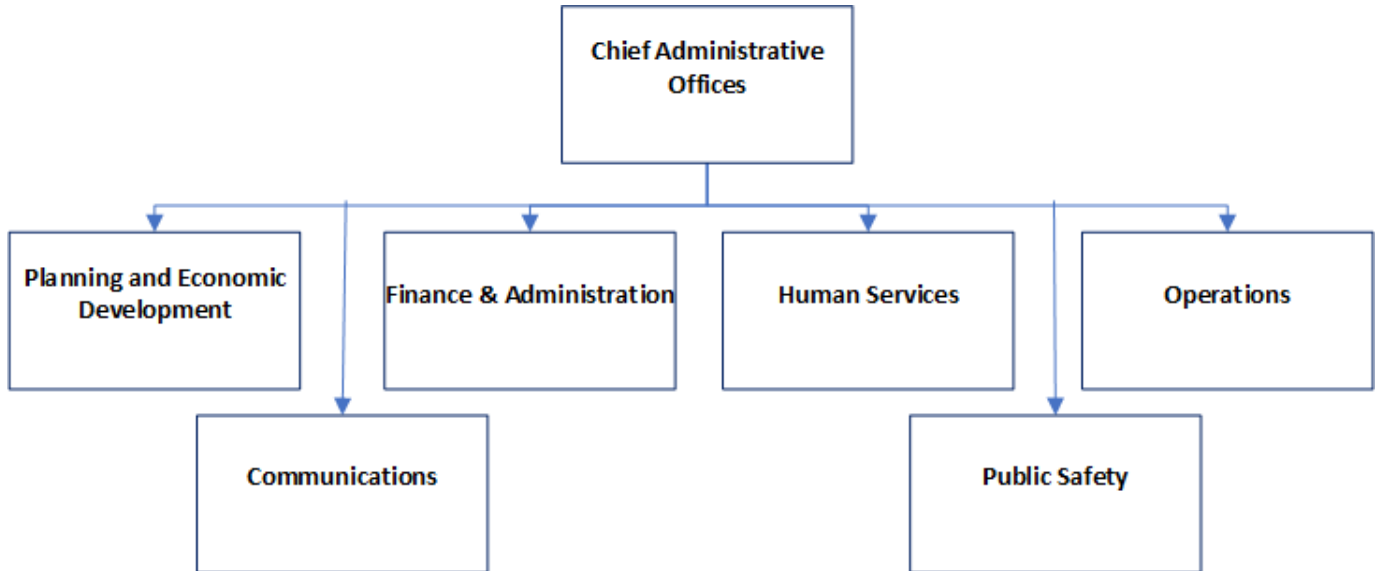 Chief Administrative
Offices
Planning and Economic
Development
Finance & Administration
Human Services
Operations
Communications
Public Safety